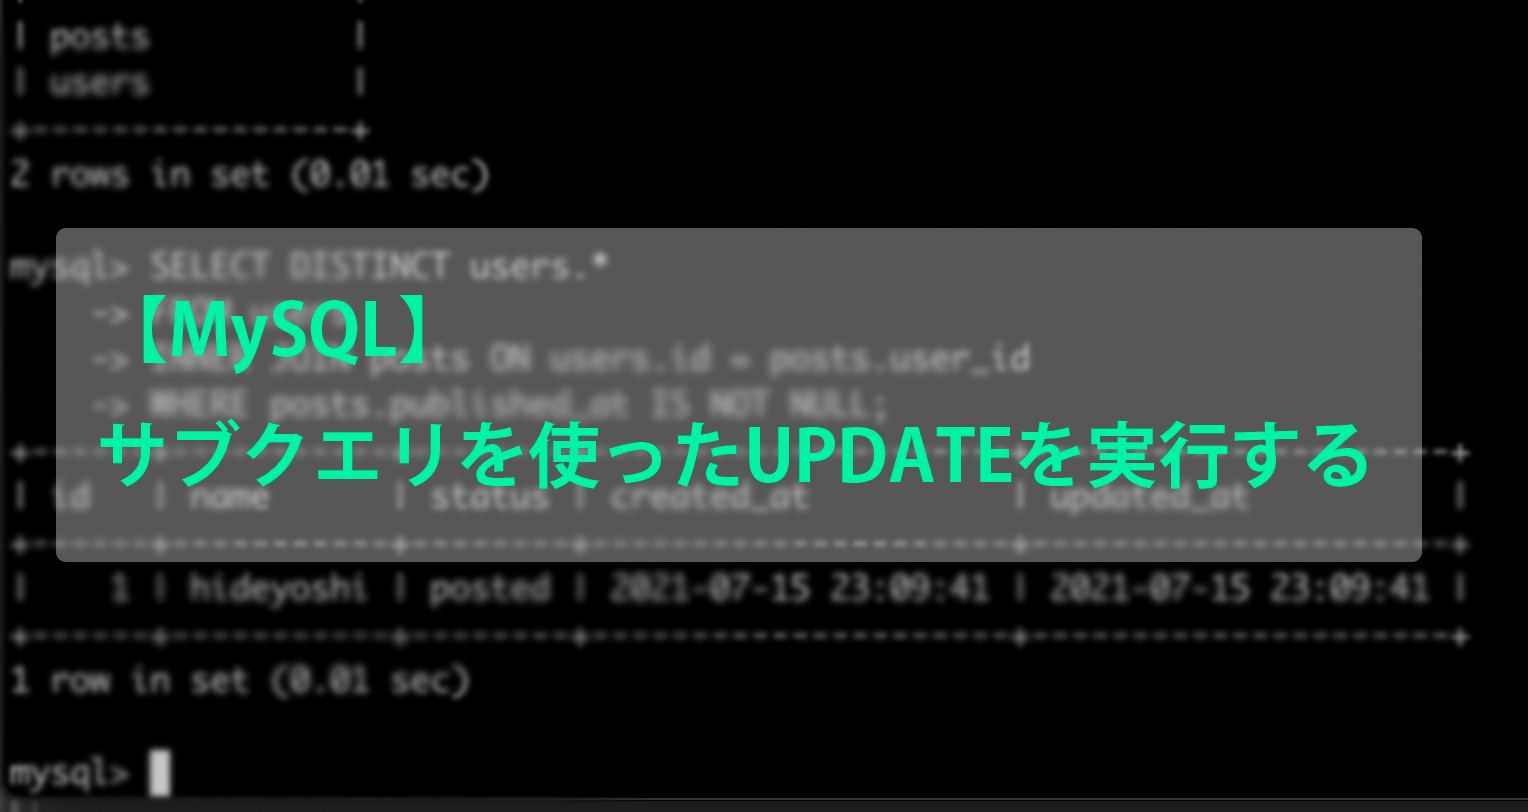 | posts |
| users |
+----------------+
2 rows in set (0.01 sec)
mysql> SELECT DISTINCT users.*
-> FROM users
【MySQL】
-> INNER JOIN posts ON users.id = posts.user_id
-> WHERE posts.published_at IS NOT NULL;
サブクエリを使ったUPDATEを実行する
| id | name | status | created_at | updated_at |
+------+-----------+--------+---------------------+---------------------+
| 1 | hideyoshi | posted | 2021-07-15 23:09:41 | 2021-07-15 23:09:41 |
+------+-----------+--------+---------------------+---------------------+
1 row in set (0.01 sec)
mysql>